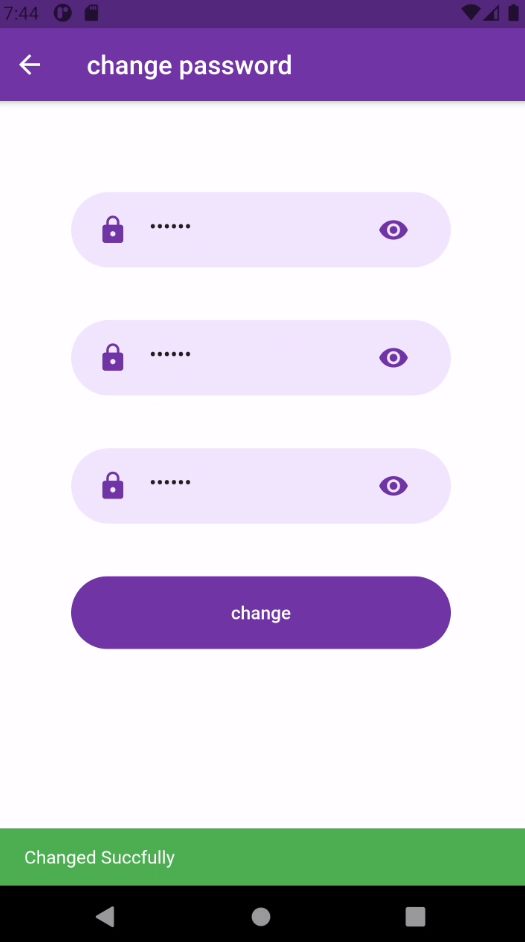 7:44
change password
••••••
••••••
••••••
change
Changed Succfully